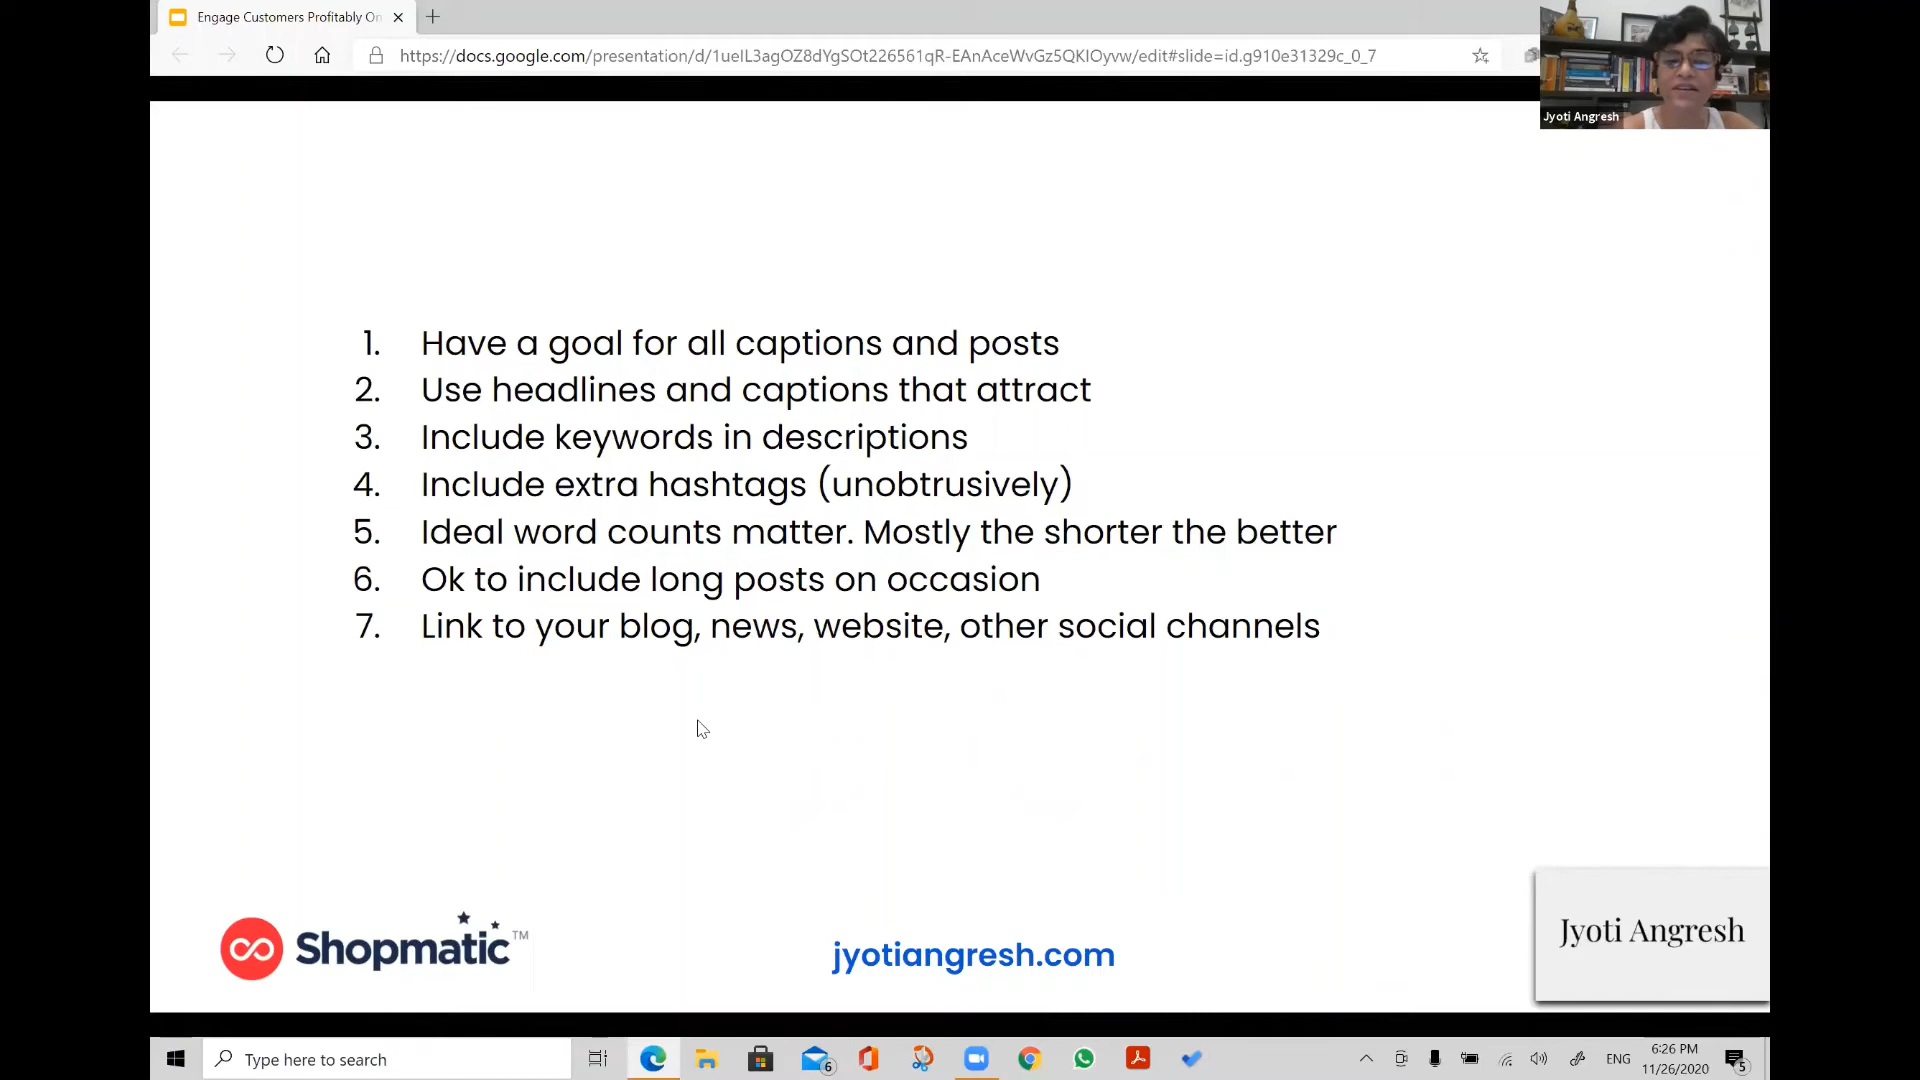 Engage Customers Profitably On
https://docs.google.com/presentation/d/1ueIL3agOZ8dYgSOt226561qR-EAnAceWvGz5QKIOyvw/edit#slide=id.g910e31329c_0_7
Jyoti Angresh
1. Have a goal for all captions and posts
2. Use headlines and captions that attract
3. Include keywords in descriptions
4. Include extra hashtags (unobtrusively)
5. Ideal word counts matter. Mostly the shorter the better
6. Ok to include long posts on occasion
7. Link to your blog, news, website, other social channels
Shopmatic™
jyotiangresh.com
Jyoti Angresh
Type here to search
6
ENG
6:26 PM
11/26/2020
5